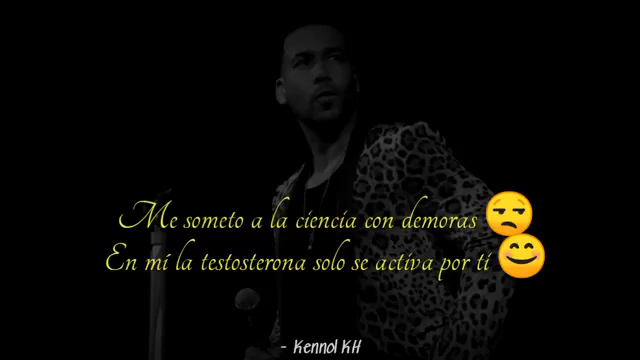 Me someto a la ciencia con demoras 😒
En mí la testosterona solo se activa por tí 😊
- Kennol KH